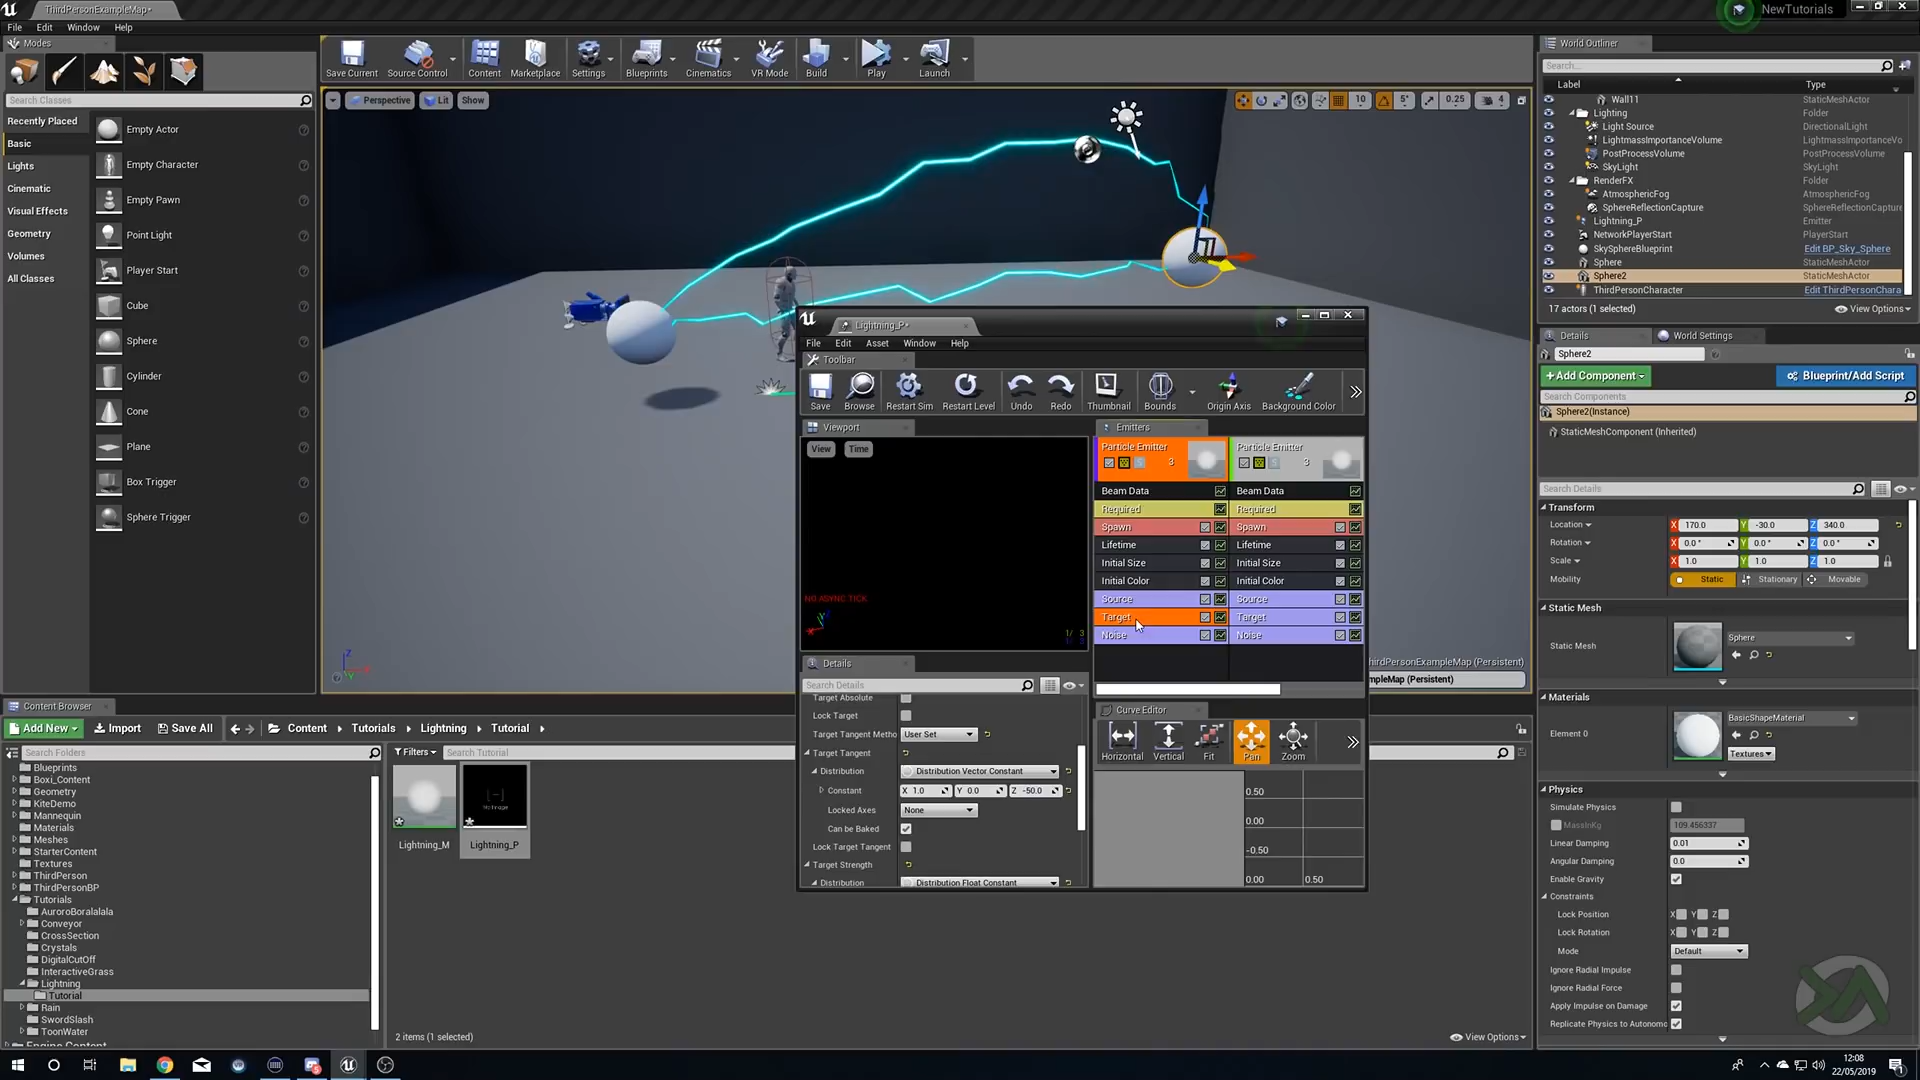 ThirdPersonExampleMap*
NewTutorials
File Edit Window Help
Modes
Search Classes
Recently Placed
Basic
Lights
Cinematic
Visual Effects
Geometry
Volumes
All Classes
Empty Actor
Empty Character
Empty Pawn
Point Light
Player Start
Cube
Sphere
Cylinder
Cone
Plane
Box Trigger
Sphere Trigger
Save Current
Source Control
Content
Marketplace
Settings
Blueprints
Cinematics
VR Mode
Build
Play
Launch
Perspective Lit Show
10 5° 0.25 4
World Outliner
Search...
Label Type
Wall11 StaticMeshActor
Lighting Folder
Light Source DirectionalLight
LightmassImportanceVolume LightmassImportanceVo
PostProcessVolume PostProcessVolume
SkyLight SkyLight
RenderFX Folder
AtmosphericFog AtmosphericFog
SphereReflectionCapture SphereReflectionCapture
Lightning_P Emitter
NetworkPlayerStart PlayerStart
SkySphereBlueprint Edit BP_Sky_Sphere
Sphere StaticMeshActor
Sphere2 StaticMeshActor
ThirdPersonCharacter Edit ThirdPersonChara
17 actors (1 selected) View Options
Details World Settings
Sphere2
+Add Component Blueprint/Add Script
Search Components
Sphere2(Instance)
StaticMeshComponent (Inherited)
Search Details
Transform
Location X 170.0 Y -30.0 Z 340.0
Rotation X 0.0° Y 0.0° Z 0.0°
Scale X 1.0 Y 1.0 Z 1.0
Mobility Static Stationary Movable
Static Mesh
Static Mesh Sphere
Materials
Element 0 BasicShapeMaterial
Textures
Physics
Simulate Physics
MassInKg 109.456337
Linear Damping 0.01
Angular Damping 0.0
Enable Gravity
Constraints
Lock Position X Y Z
Lock Rotation X Y Z
Mode Default
Ignore Radial Impulse
Ignore Radial Force
Apply Impulse on Damage
Replicate Physics to Autonomo
Lightning_P*
File Edit Asset Window Help
Toolbar
Save Browse Restart Sim Restart Level Undo Redo Thumbnail Bounds Origin Axis Background Color
Viewport
View Time
NO ASYNC TICK
1/ 3
Emitters
Particle Emitter Particle Emitter
3 3
Beam Data Beam Data
Required Required
Spawn Spawn
Lifetime Lifetime
Initial Size Initial Size
Initial Color Initial Color
Source Source
Target Target
Noise Noise
Details
Search Details
Target Absolute
Lock Target
Target Tangent Metho User Set
Target Tangent
Distribution Distribution Vector Constant
Constant X 1.0 Y 0.0 Z -50.0
Locked Axes None
Can be Baked
Lock Target Tangent
Target Strength
Distribution Distribution Float Constant
Curve Editor
Horizontal Vertical Fit Pan Zoom
0.50
0.00
-0.50
0.00 0.50
hirdPersonExampleMap (Persistent)
mpleMap (Persistent)
Content Browser
Add New Import Save All Content Tutorials Lightning Tutorial
Search Folders
Filters Search Tutorial
Blueprints
Boxi_Content
Geometry
KiteDemo
Mannequin
Materials
Meshes
StarterContent
Textures
ThirdPerson
ThirdPersonBP
Tutorials
AuroroBoralalala
Conveyor
CrossSection
Crystals
DigitalCutOff
InteractiveGrass
Lightning
Tutorial
Rain
SwordSlash
ToonWater
Engine Content
Lightning_M
Lightning_P
2 items (1 selected)
View Options
12:08
22/05/2019